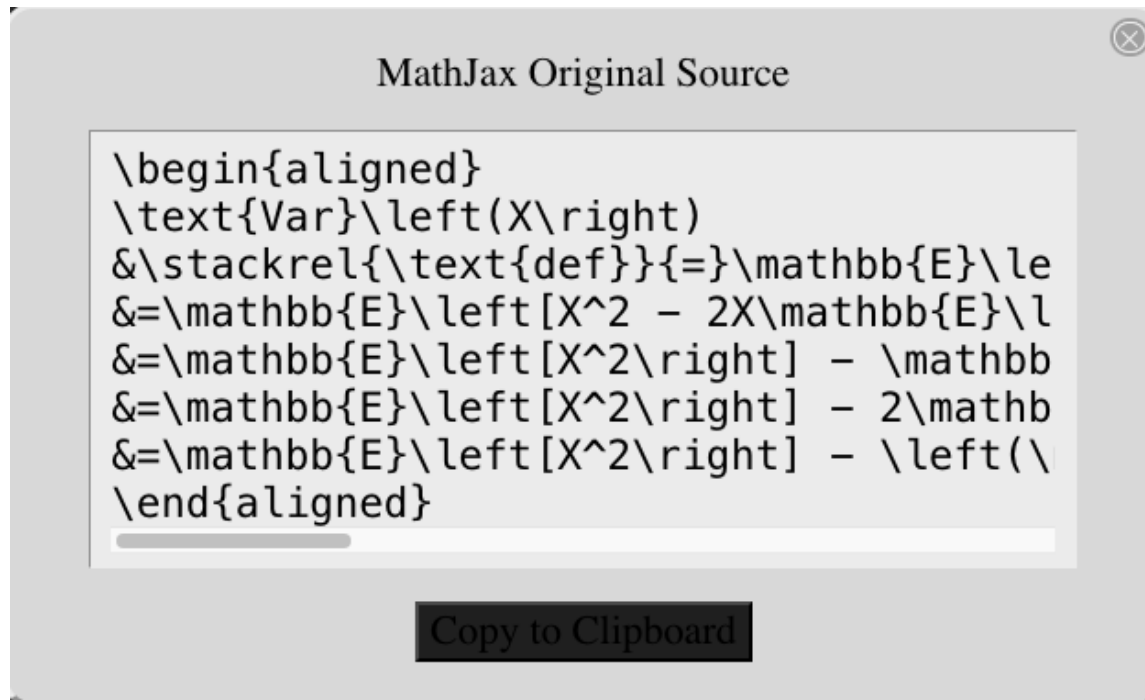 MathJax Original Source
\begin{aligned}
\text{Var}\left(X\right)
&\stackrel{\text{def}}{=}\mathbb{E}\le
&=\mathbb{E}\left[X^2 - 2X\mathbb{E}\l
&=\mathbb{E}\left[X^2\right] - \mathbb
&=\mathbb{E}\left[X^2\right] - 2\mathb
&=\mathbb{E}\left[X^2\right] - \left(\
\end{aligned}
Copy to Clipboard